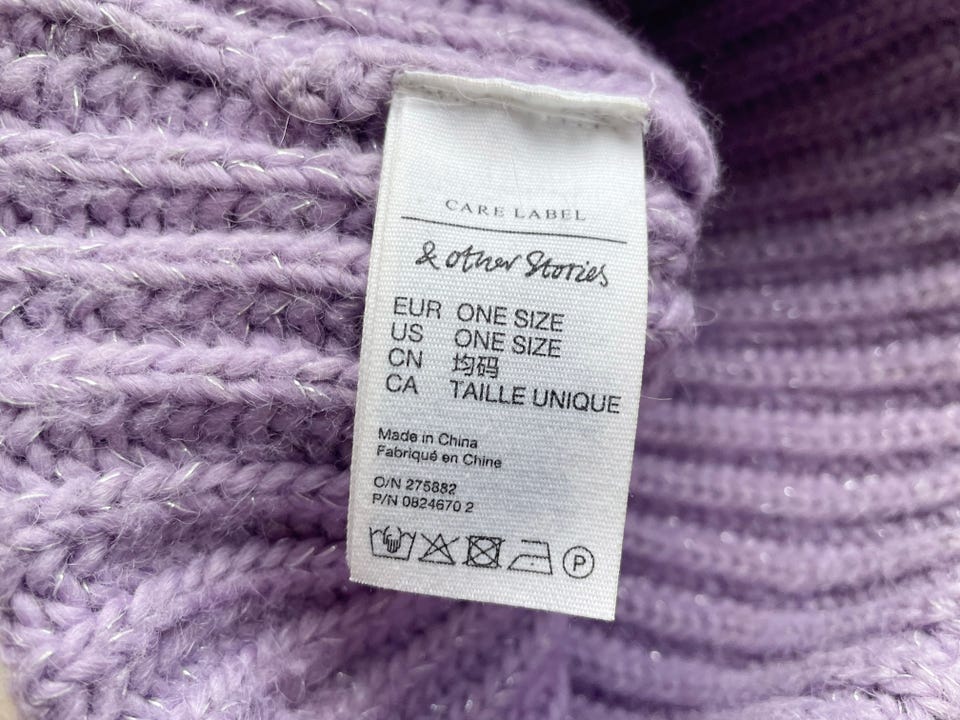 CARE LABEL
& other Stories
EUR ONE SIZE
US ONE SIZE
CN 均码
CA TAILLE UNIQUE
Made in China
Fabriqué en Chine
O/N 275882
P/N 0824670 2
P